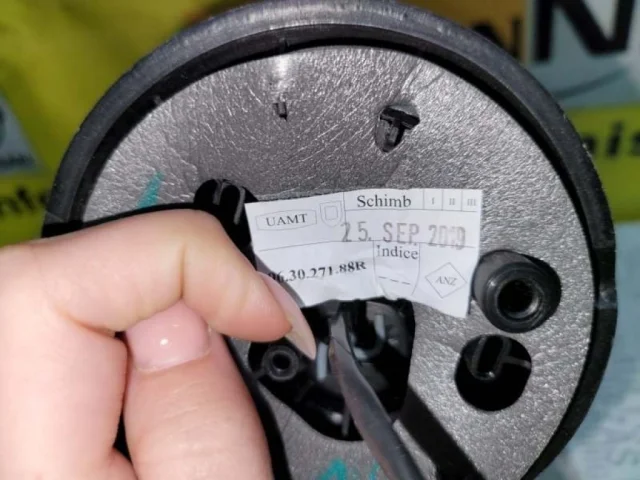 Schimb I II III
UAMT
25. SEP. 2019
Indice
96.30.271.88R
--- ANZ